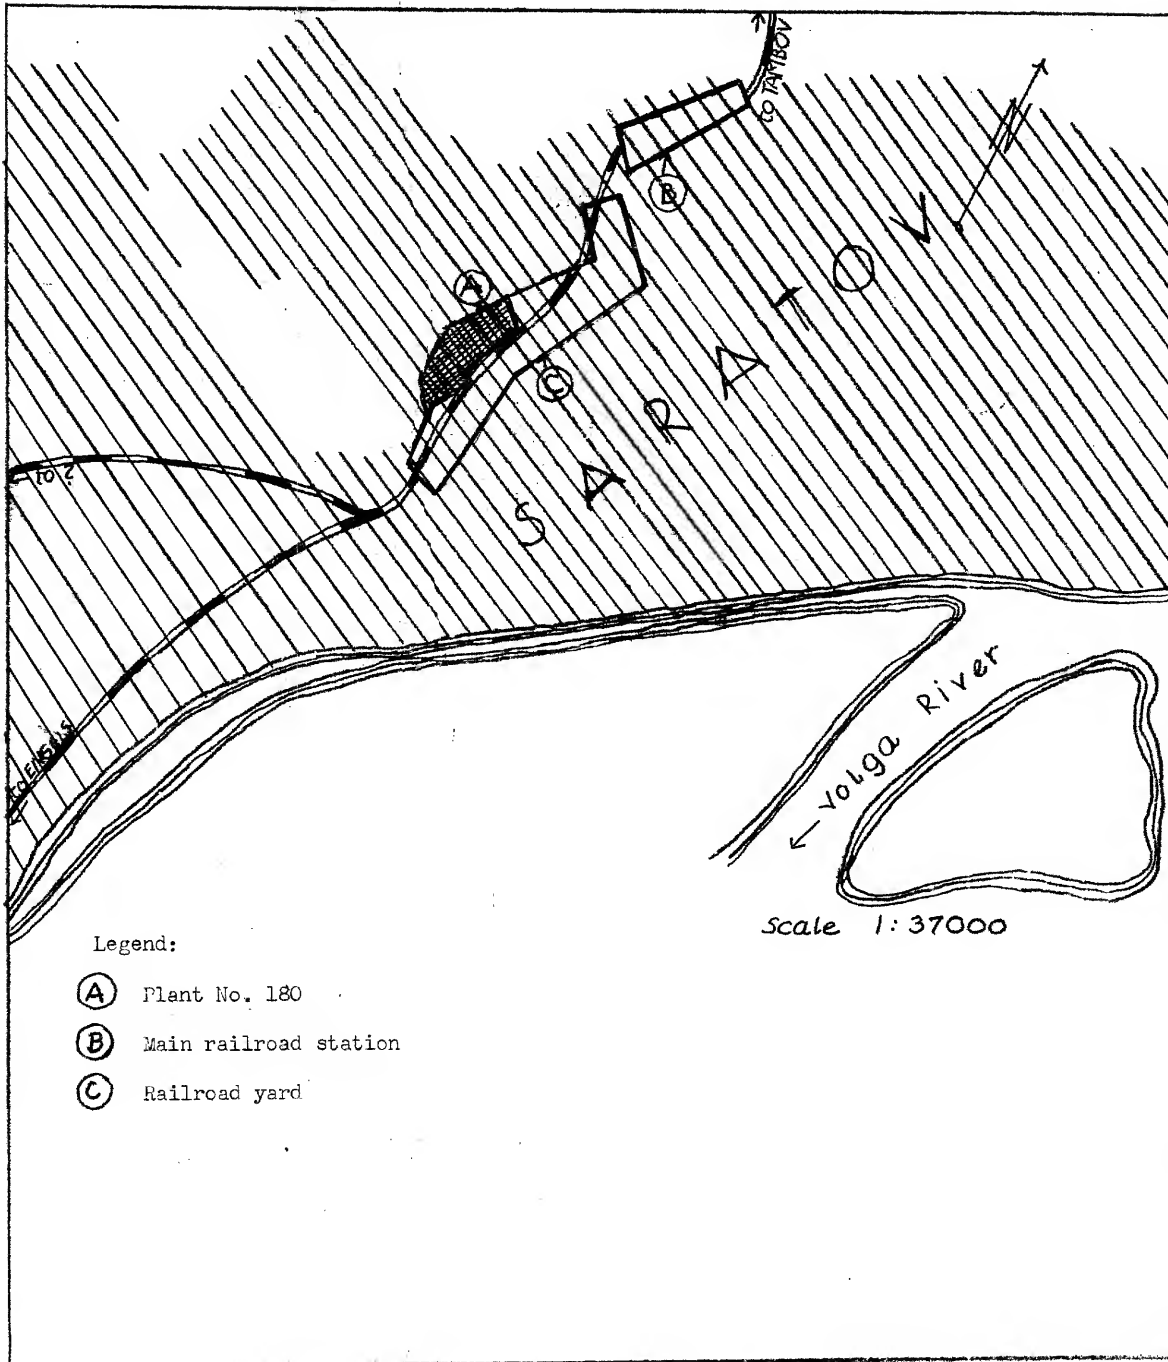 to TAMBOV
N
B
A
C
SARATOV
to ?
to ENGELS
Volga River
Scale 1:37000
Legend:
A Plant No. 180
B Main railroad station
C Railroad yard